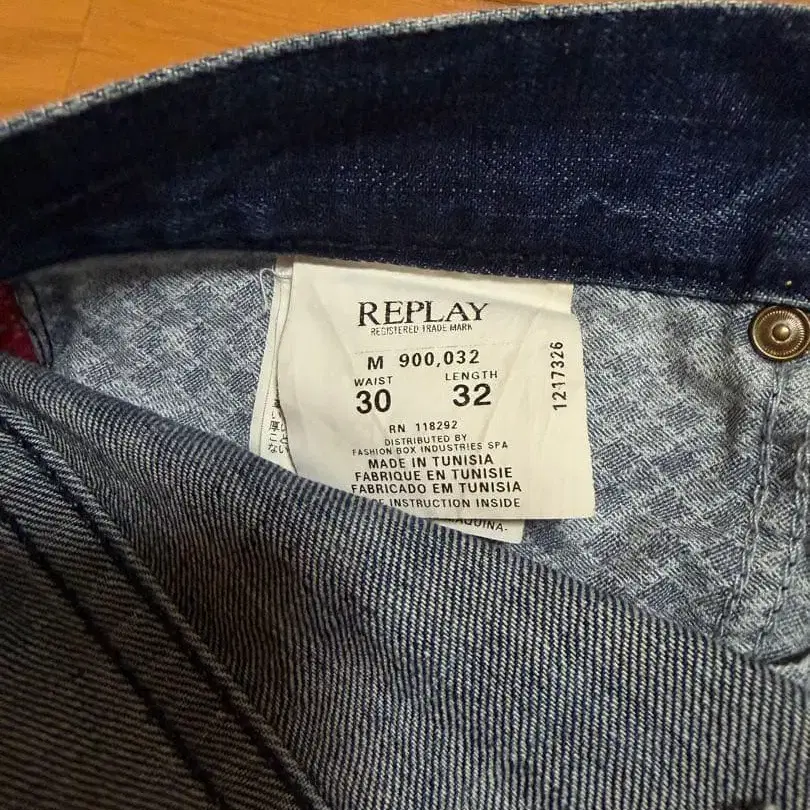 REPLAY
REGISTERED TRADE MARK
M 900,032
WAIST LENGTH
30 32
RN 118292
DISTRIBUTED BY
FASHION BOX INDUSTRIES SPA
MADE IN TUNISIA
FABRIQUE EN TUNISIE
FABRICADO EM TUNISIA
INSTRUCTION INSIDE
1217326